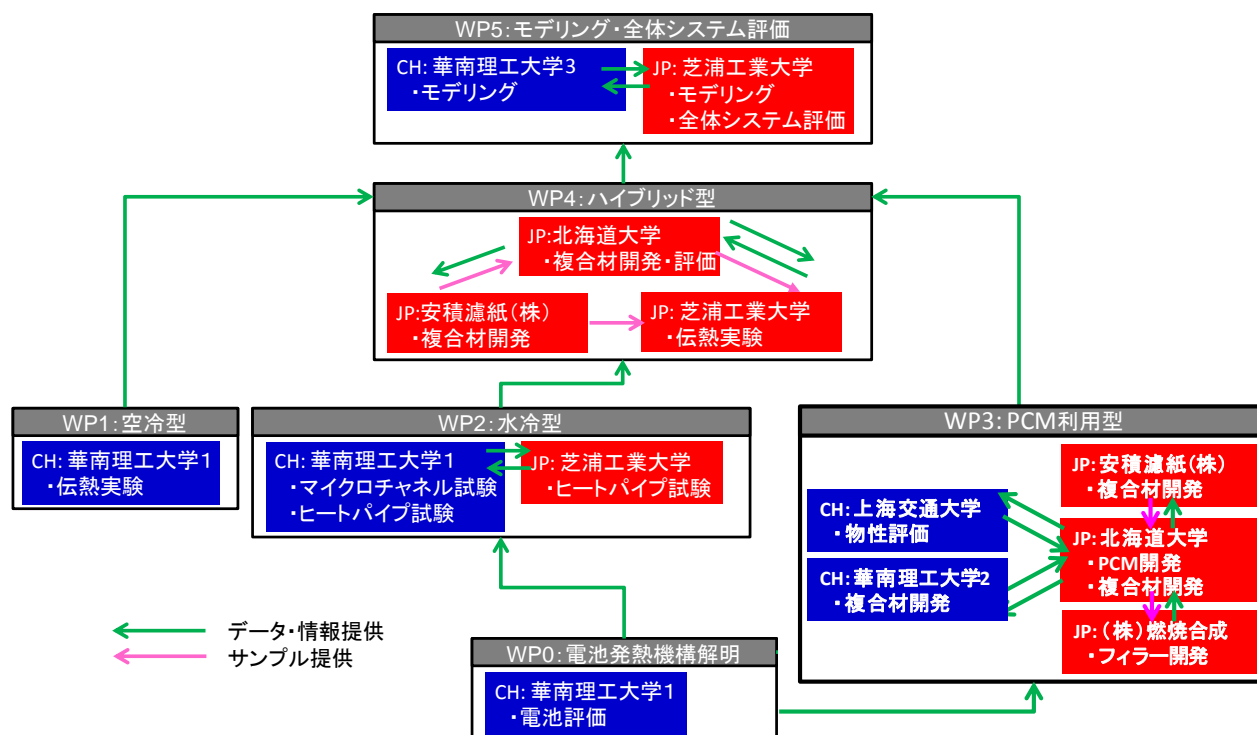 WP5:モデリング・全体システム評価
CH: 華南理工大学3
・モデリング
JP: 芝浦工業大学
・モデリング
・全体システム評価
WP4:ハイブリッド型
JP:北海道大学
・複合材開発・評価
JP:安積濾紙(株)
・複合材開発
JP: 芝浦工業大学
・伝熱実験
WP1:空冷型
CH: 華南理工大学1
・伝熱実験
WP2:水冷型
CH: 華南理工大学1
・マイクロチャネル試験
・ヒートパイプ試験
JP: 芝浦工業大学
・ヒートパイプ試験
WP3:PCM利用型
JP: 安積濾紙(株)
・複合材開発
CH: 上海交通大学
・物性評価
JP: 北海道大学
・PCM開発
・複合材開発
CH: 華南理工大学2
・複合材開発
JP:(株)燃焼合成
・フィラー開発
データ・情報提供
サンプル提供
WP0:電池発熱機構解明
CH: 華南理工大学1
・電池評価